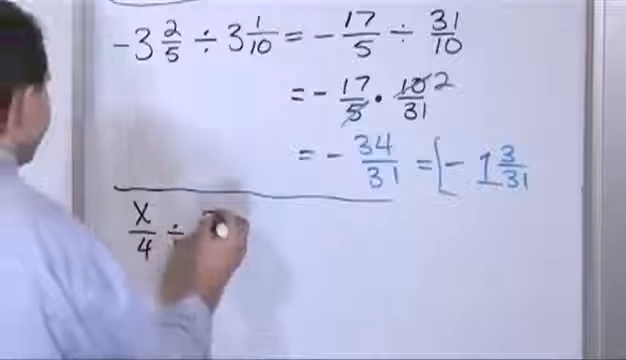 -3 2/5 ÷ 3 1/10 = - 17/5 ÷ 31/10
= - 17/5 · 10/31 2
= - 34/31 = [- 1 3/31
x/4 ÷